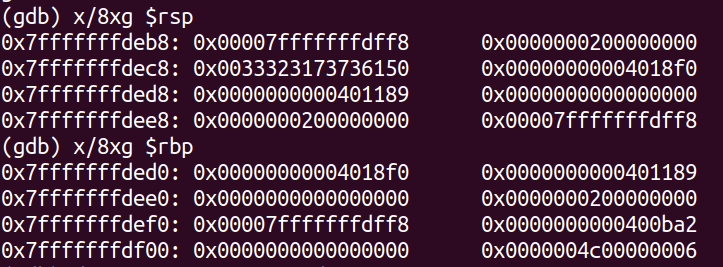 (gdb) x/8xg $rsp
0x7fffffffdeb8: 0x00007fffffffdff8 0x0000000200000000
0x7fffffffdec8: 0x0033323173736150 0x00000000004018f0
0x7fffffffded8: 0x0000000000401189 0x0000000000000000
0x7fffffffdee8: 0x0000000200000000 0x00007fffffffdff8
(gdb) x/8xg $rbp
0x7fffffffded0: 0x00000000004018f0 0x0000000000401189
0x7fffffffdee0: 0x0000000000000000 0x0000000200000000
0x7fffffffdef0: 0x00007fffffffdff8 0x0000000000400ba2
0x7fffffffdf00: 0x0000000000000000 0x0000004c00000006